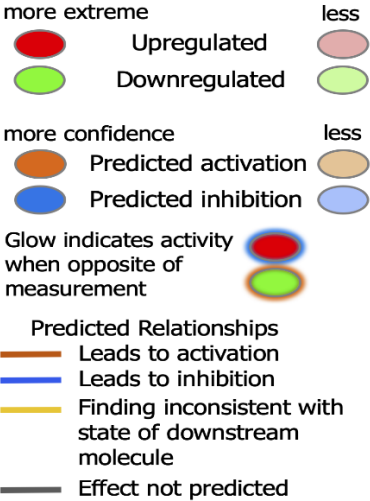 more extreme less
Upregulated
Downregulated
more confidence less
Predicted activation
Predicted inhibition
Glow indicates activity
when opposite of
measurement
Predicted Relationships
Leads to activation
Leads to inhibition
Finding inconsistent with
state of downstream
molecule
Effect not predicted